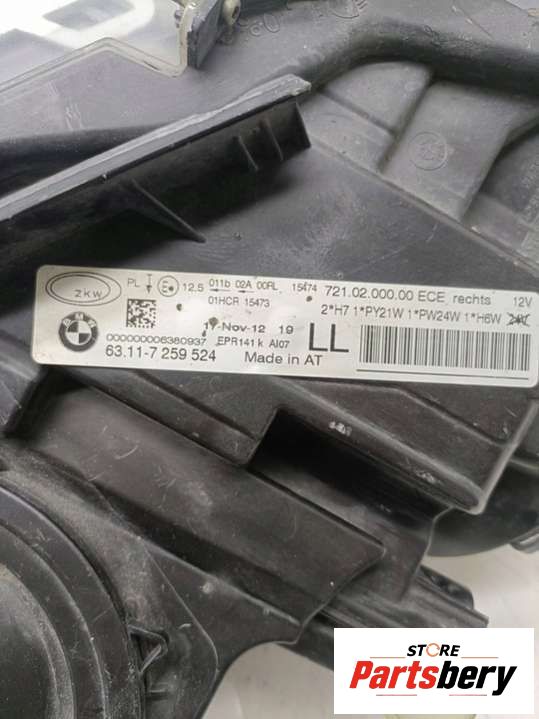 zkw PL 12.5 011b 02A 00RL 15474 721.02.000.00 ECE rechts 12V
01HCR 15473 2*H7 1*PY21W 1*PW24W 1*H6W
BMW 17-Nov-12 19
000000006380937 EPR141 k AI07 LL
63.11-7 259 524 Made in AT
STORE
Partsbery